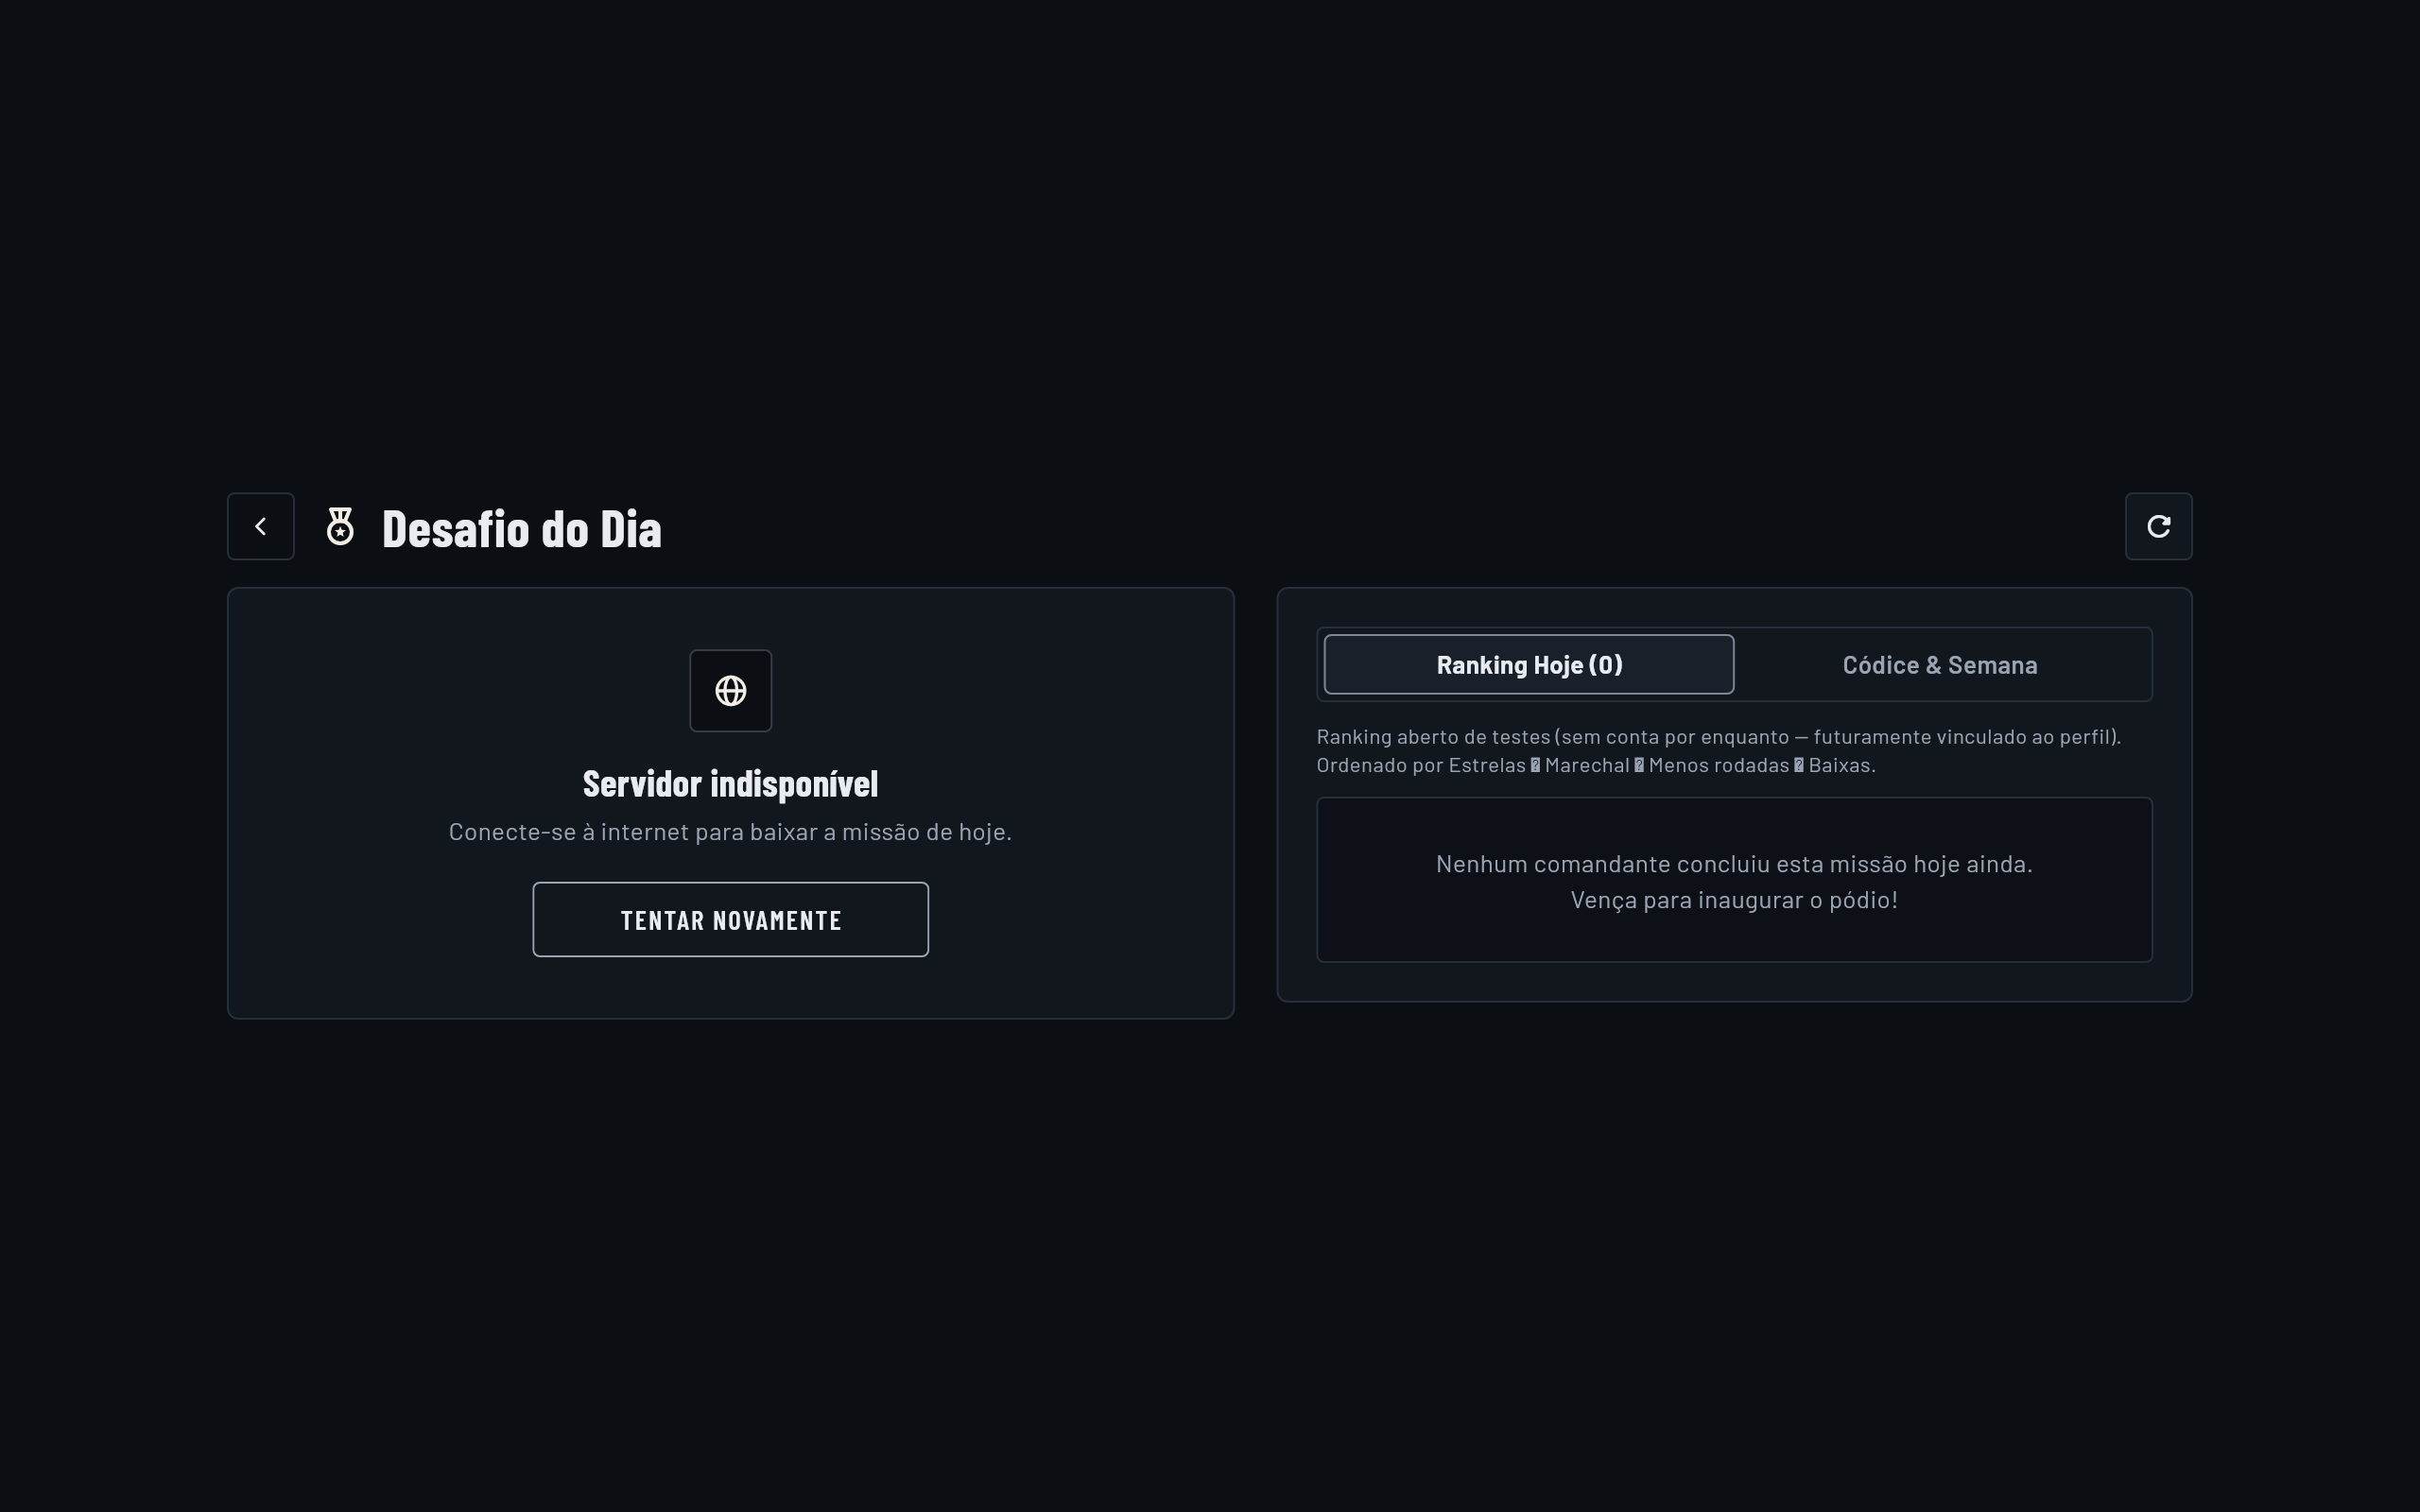 Desafio do Dia
Servidor indisponível
Conecte-se à internet para baixar a missão de hoje.
TENTAR NOVAMENTE
Ranking Hoje (0)
Códice & Semana
Ranking aberto de testes (sem conta por enquanto — futuramente vinculado ao perfil).
Ordenado por Estrelas 🯄 Marechal 🯄 Menos rodadas 🯄 Baixas.
Nenhum comandante concluiu esta missão hoje ainda.
Vença para inaugurar o pódio!